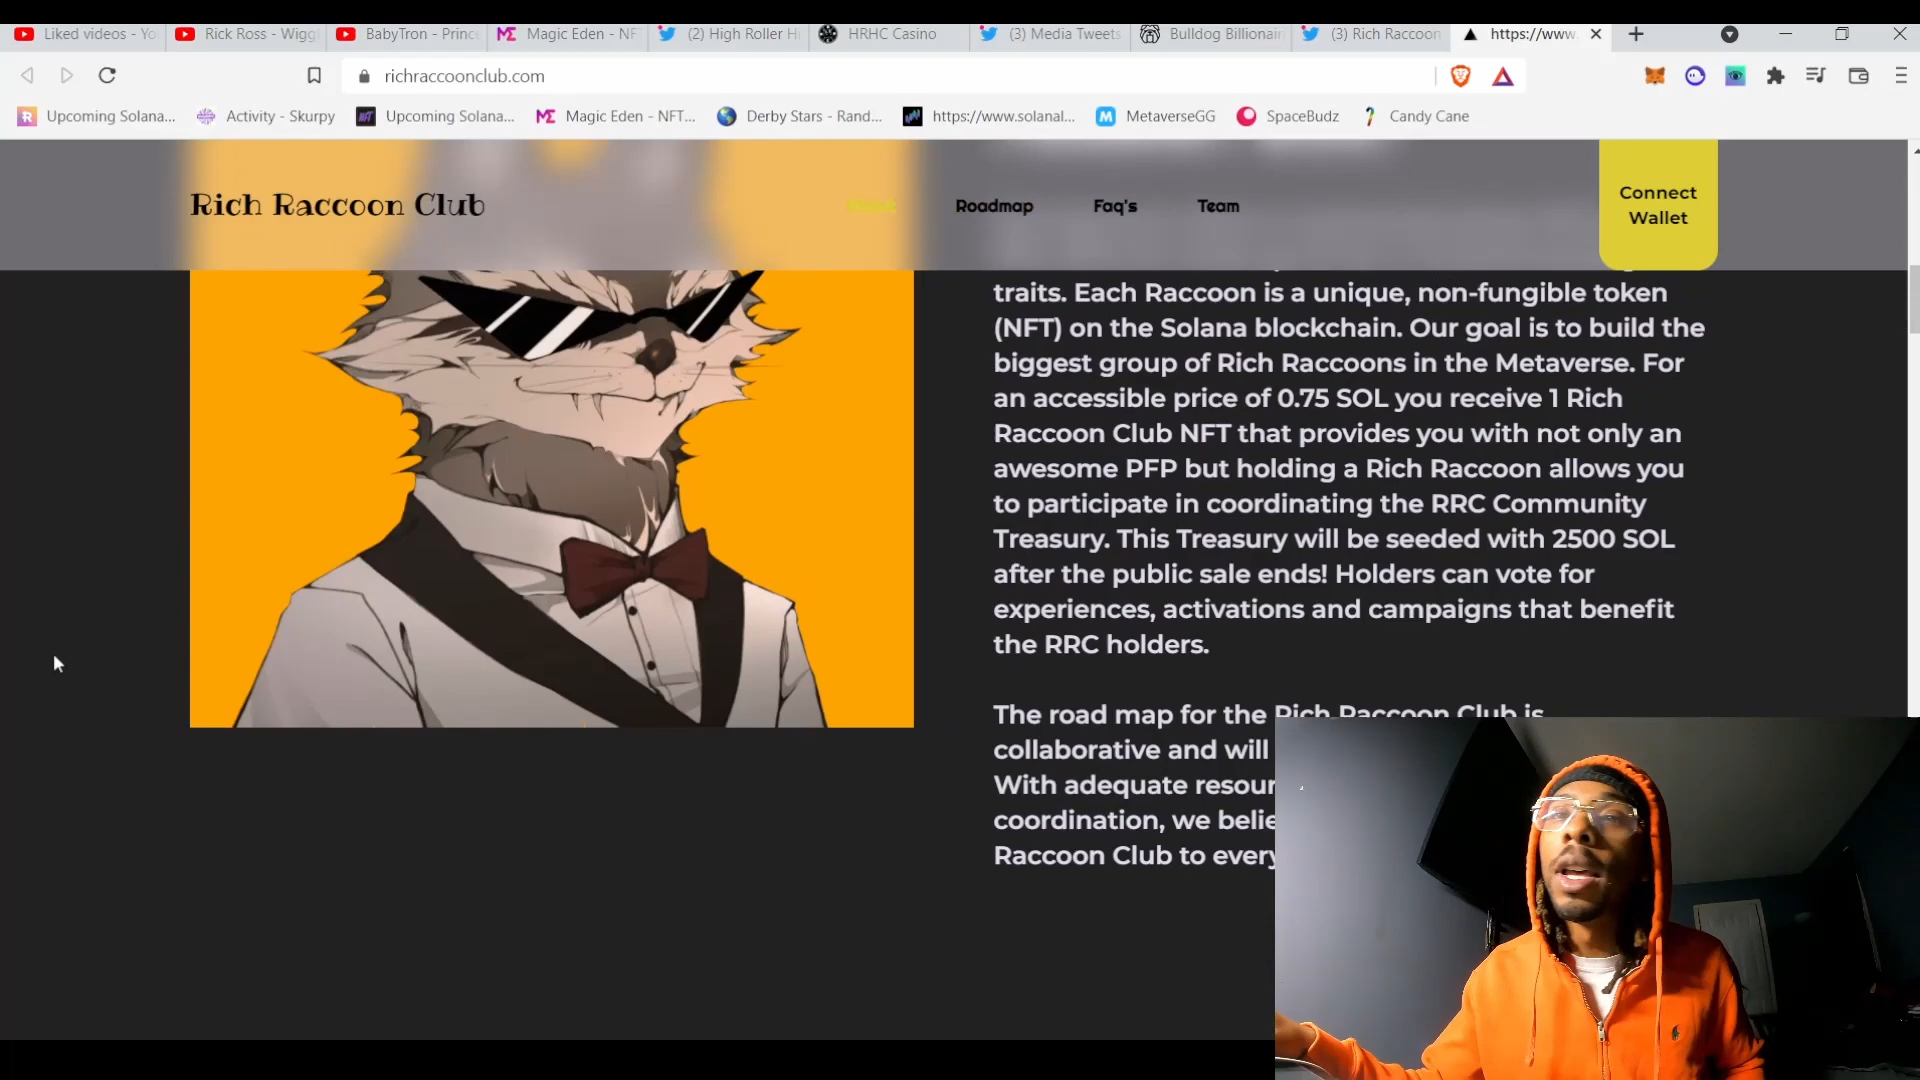 Liked videos - Yo
Rick Ross - Wigg
BabyTron - Prince
Magic Eden - NF
(2) High Roller H
HRHC Casino
(3) Media Tweets
Bulldog Billionair
(3) Rich Raccoon
https://www.
richraccoonclub.com
Upcoming Solana...
Activity - Skurpy
Upcoming Solana...
Magic Eden - NFT...
Derby Stars - Rand...
https://www.solanal...
MetaverseGG
SpaceBudz
Candy Cane
Rich Raccoon Club
Roadmap
Faq's
Team
Connect
Wallet
traits. Each Raccoon is a unique, non-fungible token
(NFT) on the Solana blockchain. Our goal is to build the
biggest group of Rich Raccoons in the Metaverse. For
an accessible price of 0.75 SOL you receive 1 Rich
Raccoon Club NFT that provides you with not only an
awesome PFP but holding a Rich Raccoon allows you
to participate in coordinating the RRC Community
Treasury. This Treasury will be seeded with 2500 SOL
after the public sale ends! Holders can vote for
experiences, activations and campaigns that benefit
the RRC holders.
The road map for the Rich Raccoon Club is
collaborative and will
With adequate resour
coordination, we belie
Raccoon Club to every